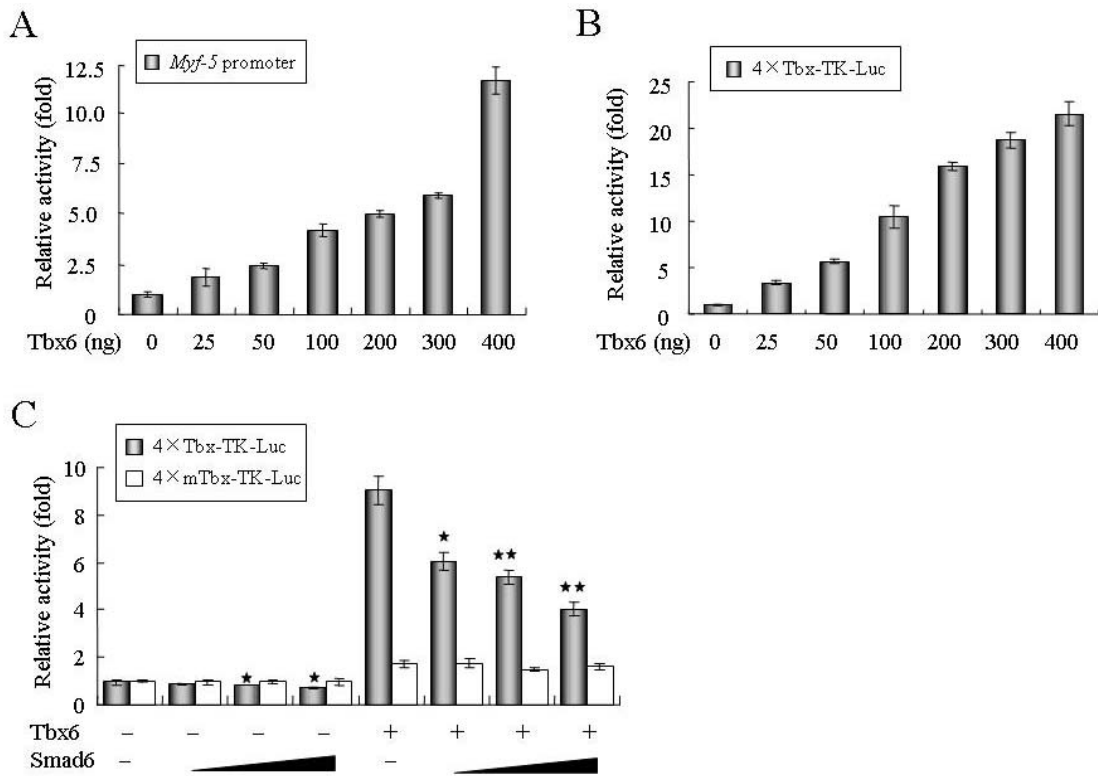 A
Myf-5 promoter
Relative activity (fold)
12.5
10.0
7.5
5.0
2.5
0
Tbx6 (ng) 0 25 50 100 200 300 400
B
4×Tbx-TK-Luc
Relative activity (fold)
25
20
15
10
5
0
Tbx6 (ng) 0 25 50 100 200 300 400
C
4×Tbx-TK-Luc
4×mTbx-TK-Luc
Relative activity (fold)
10
8
6
4
2
0
★ ★ ★ ★★ ★★
Tbx6 – – – – + + + +
Smad6 – –